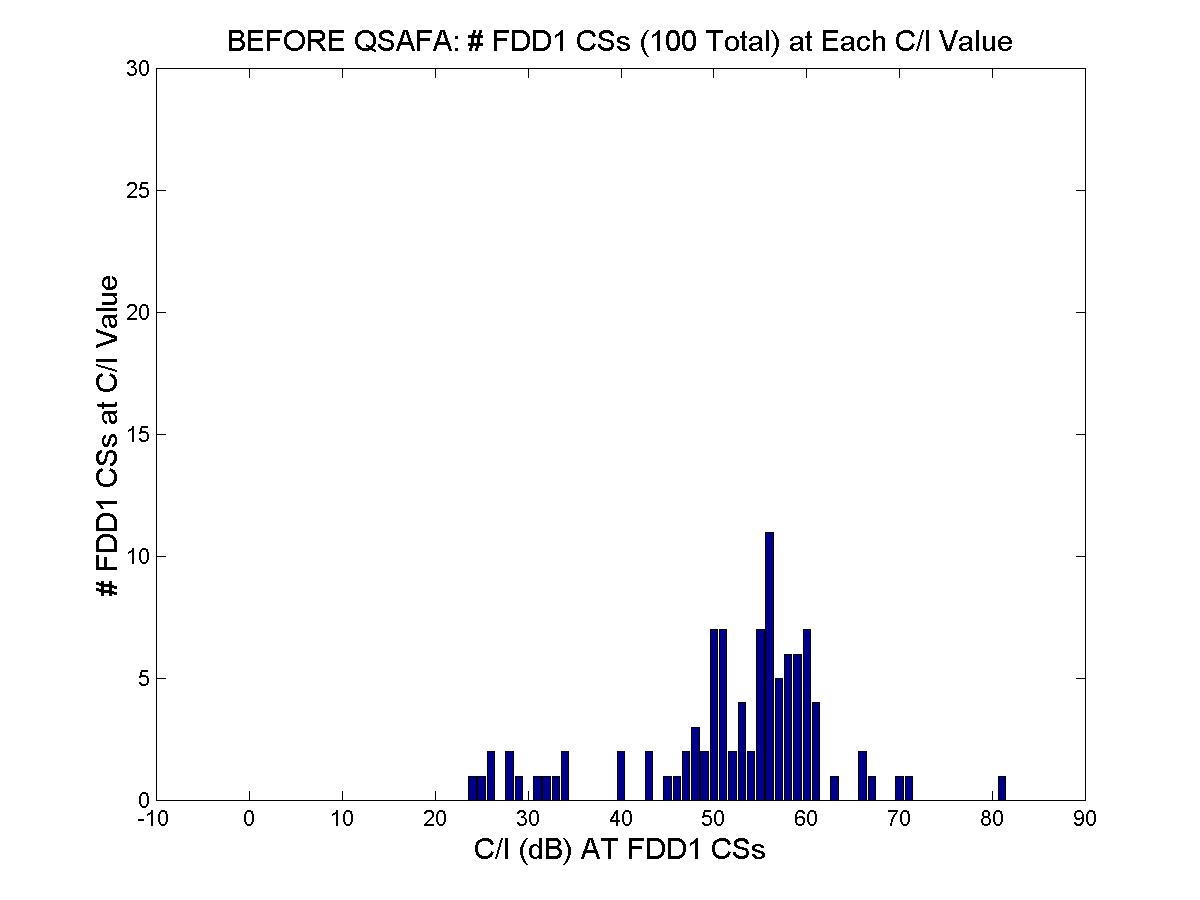 BEFORE QSAFA: # FDD1 CSs (100 Total) at Each C/I Value
30
25
20
15
10
5
0
# FDD1 CSs at C/I Value
-10 0 10 20 30 40 50 60 70 80 90
C/I (dB) AT FDD1 CSs